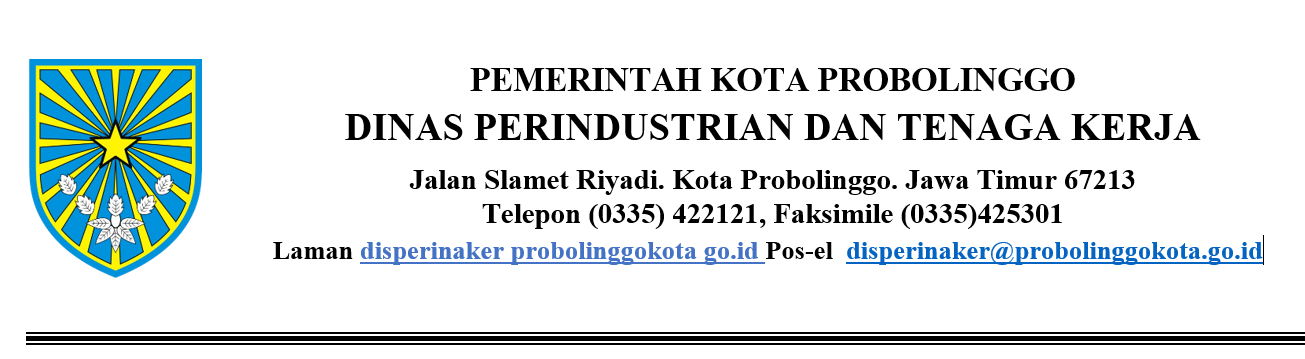 PEMERINTAH KOTA PROBOLINGGO
DINAS PERINDUSTRIAN DAN TENAGA KERJA
Jalan Slamet Riyadi. Kota Probolinggo. Jawa Timur 67213
Telepon (0335) 422121, Faksimile (0335)425301
Laman disperinaker probolinggokota go.id Pos-el disperinaker@probolinggokota.go.id